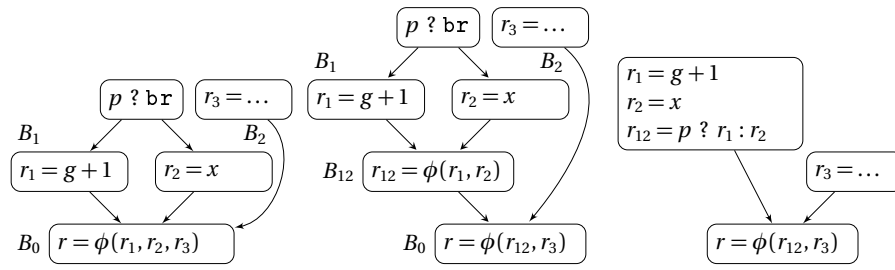 p ? br
r₃ = …
B₁
B₂
r₁ = g + 1
r₂ = x
B₀
r = ϕ(r₁, r₂, r₃)
p ? br
r₃ = …
B₁
B₂
r₁ = g + 1
r₂ = x
B₁₂
r₁₂ = ϕ(r₁, r₂)
B₀
r = ϕ(r₁₂, r₃)
r₁ = g + 1
r₂ = x
r₁₂ = p ? r₁ : r₂
r₃ = …
r = ϕ(r₁₂, r₃)